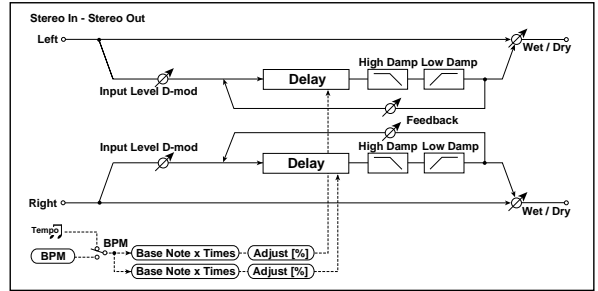 Stereo In - Stereo Out
Left
Wet / Dry
High Damp Low Damp
Delay
Input Level D-mod
Feedback
Input Level D-mod
High Damp Low Damp
Delay
Right
Wet / Dry
Tempo
BPM
BPM
Base Note x Times
Adjust [%]
Base Note x Times
Adjust [%]